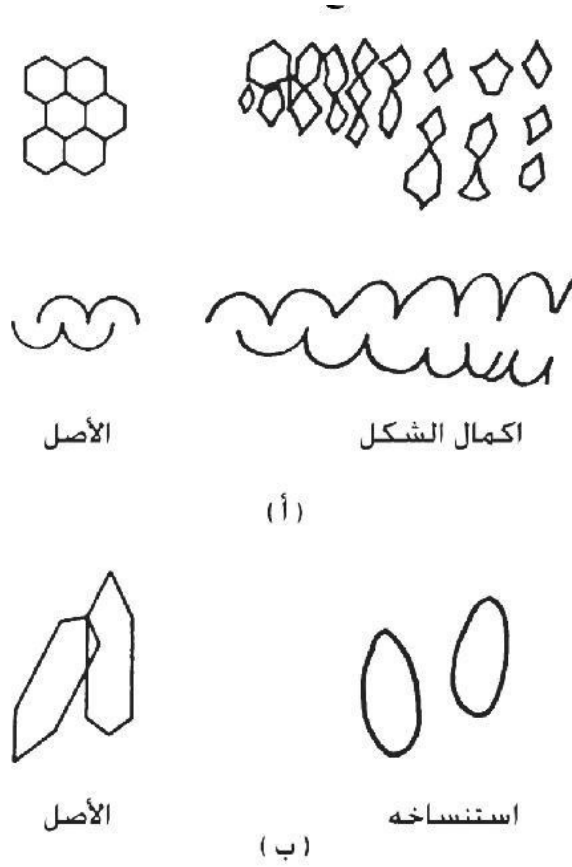 الأصل
اكمال الشكل
(أ)
الأصل
استنساخه
(ب)